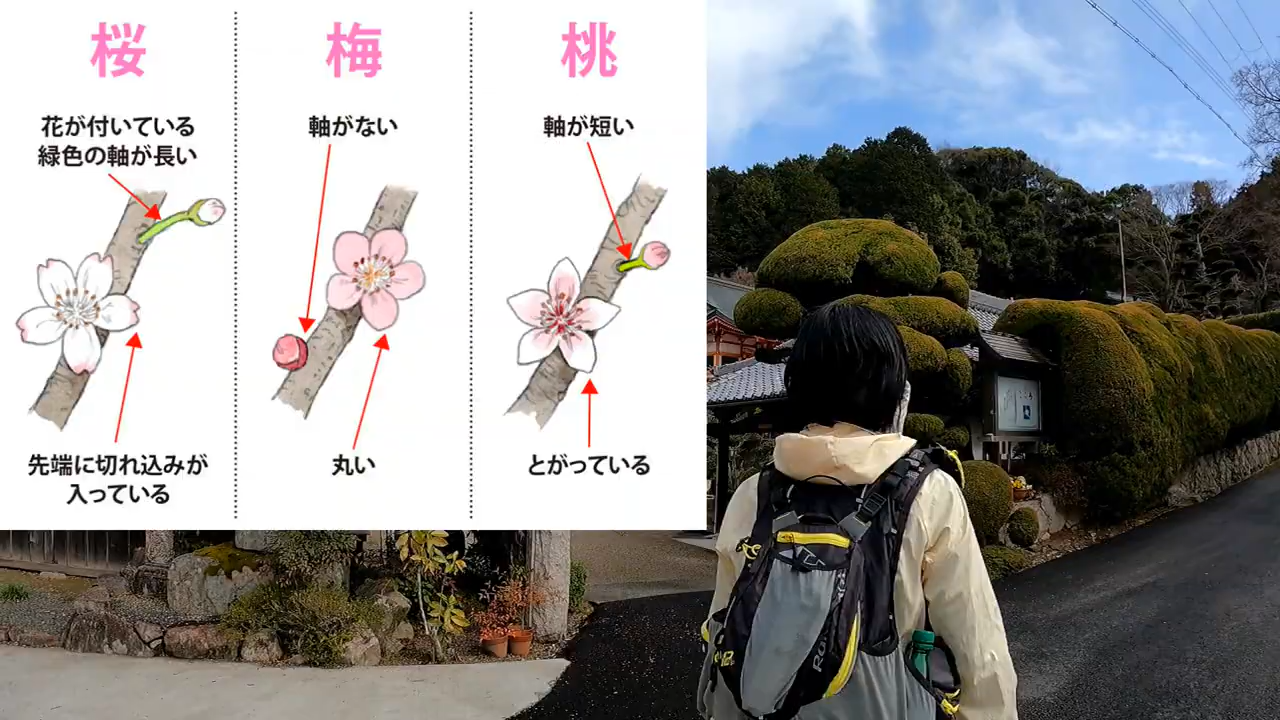 桜
花が付いている
緑色の軸が長い
先端に切れ込みが
入っている
梅
軸がない
丸い
桃
軸が短い
とがっている